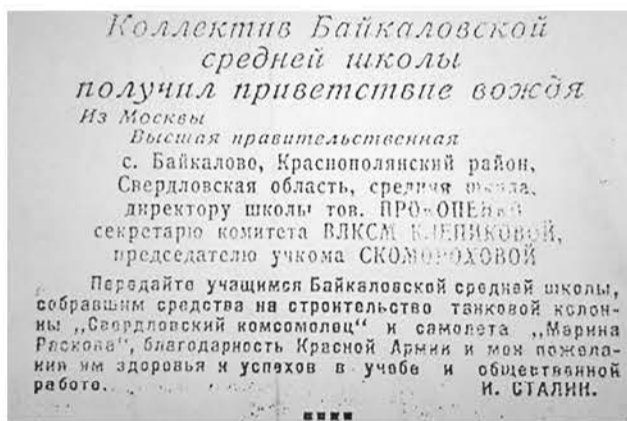 Коллектив Байкаловской
средней школы
получил приветствие вождя
Из Москвы
Высшая правительственная
с. Байкалово, Краснополянский район,
Свердловская область, средняя школа,
директору школы тов. ПРОКОПЕНКО
секретарю комитета ВЛКСМ КЛЕПИКОВОЙ,
председателю учкома СКОМОРОХОВОЙ
Передайте учащимся Байкаловской средней школы,
собравшим средства на строительство танковой колон-
ны „Свердловский комсомолец“ и самолета „Марина
Раскова“, благодарность Красной Армии и мои пожела-
ния им здоровья и успехов в учебе и общественной
работе.
И. СТАЛИН.